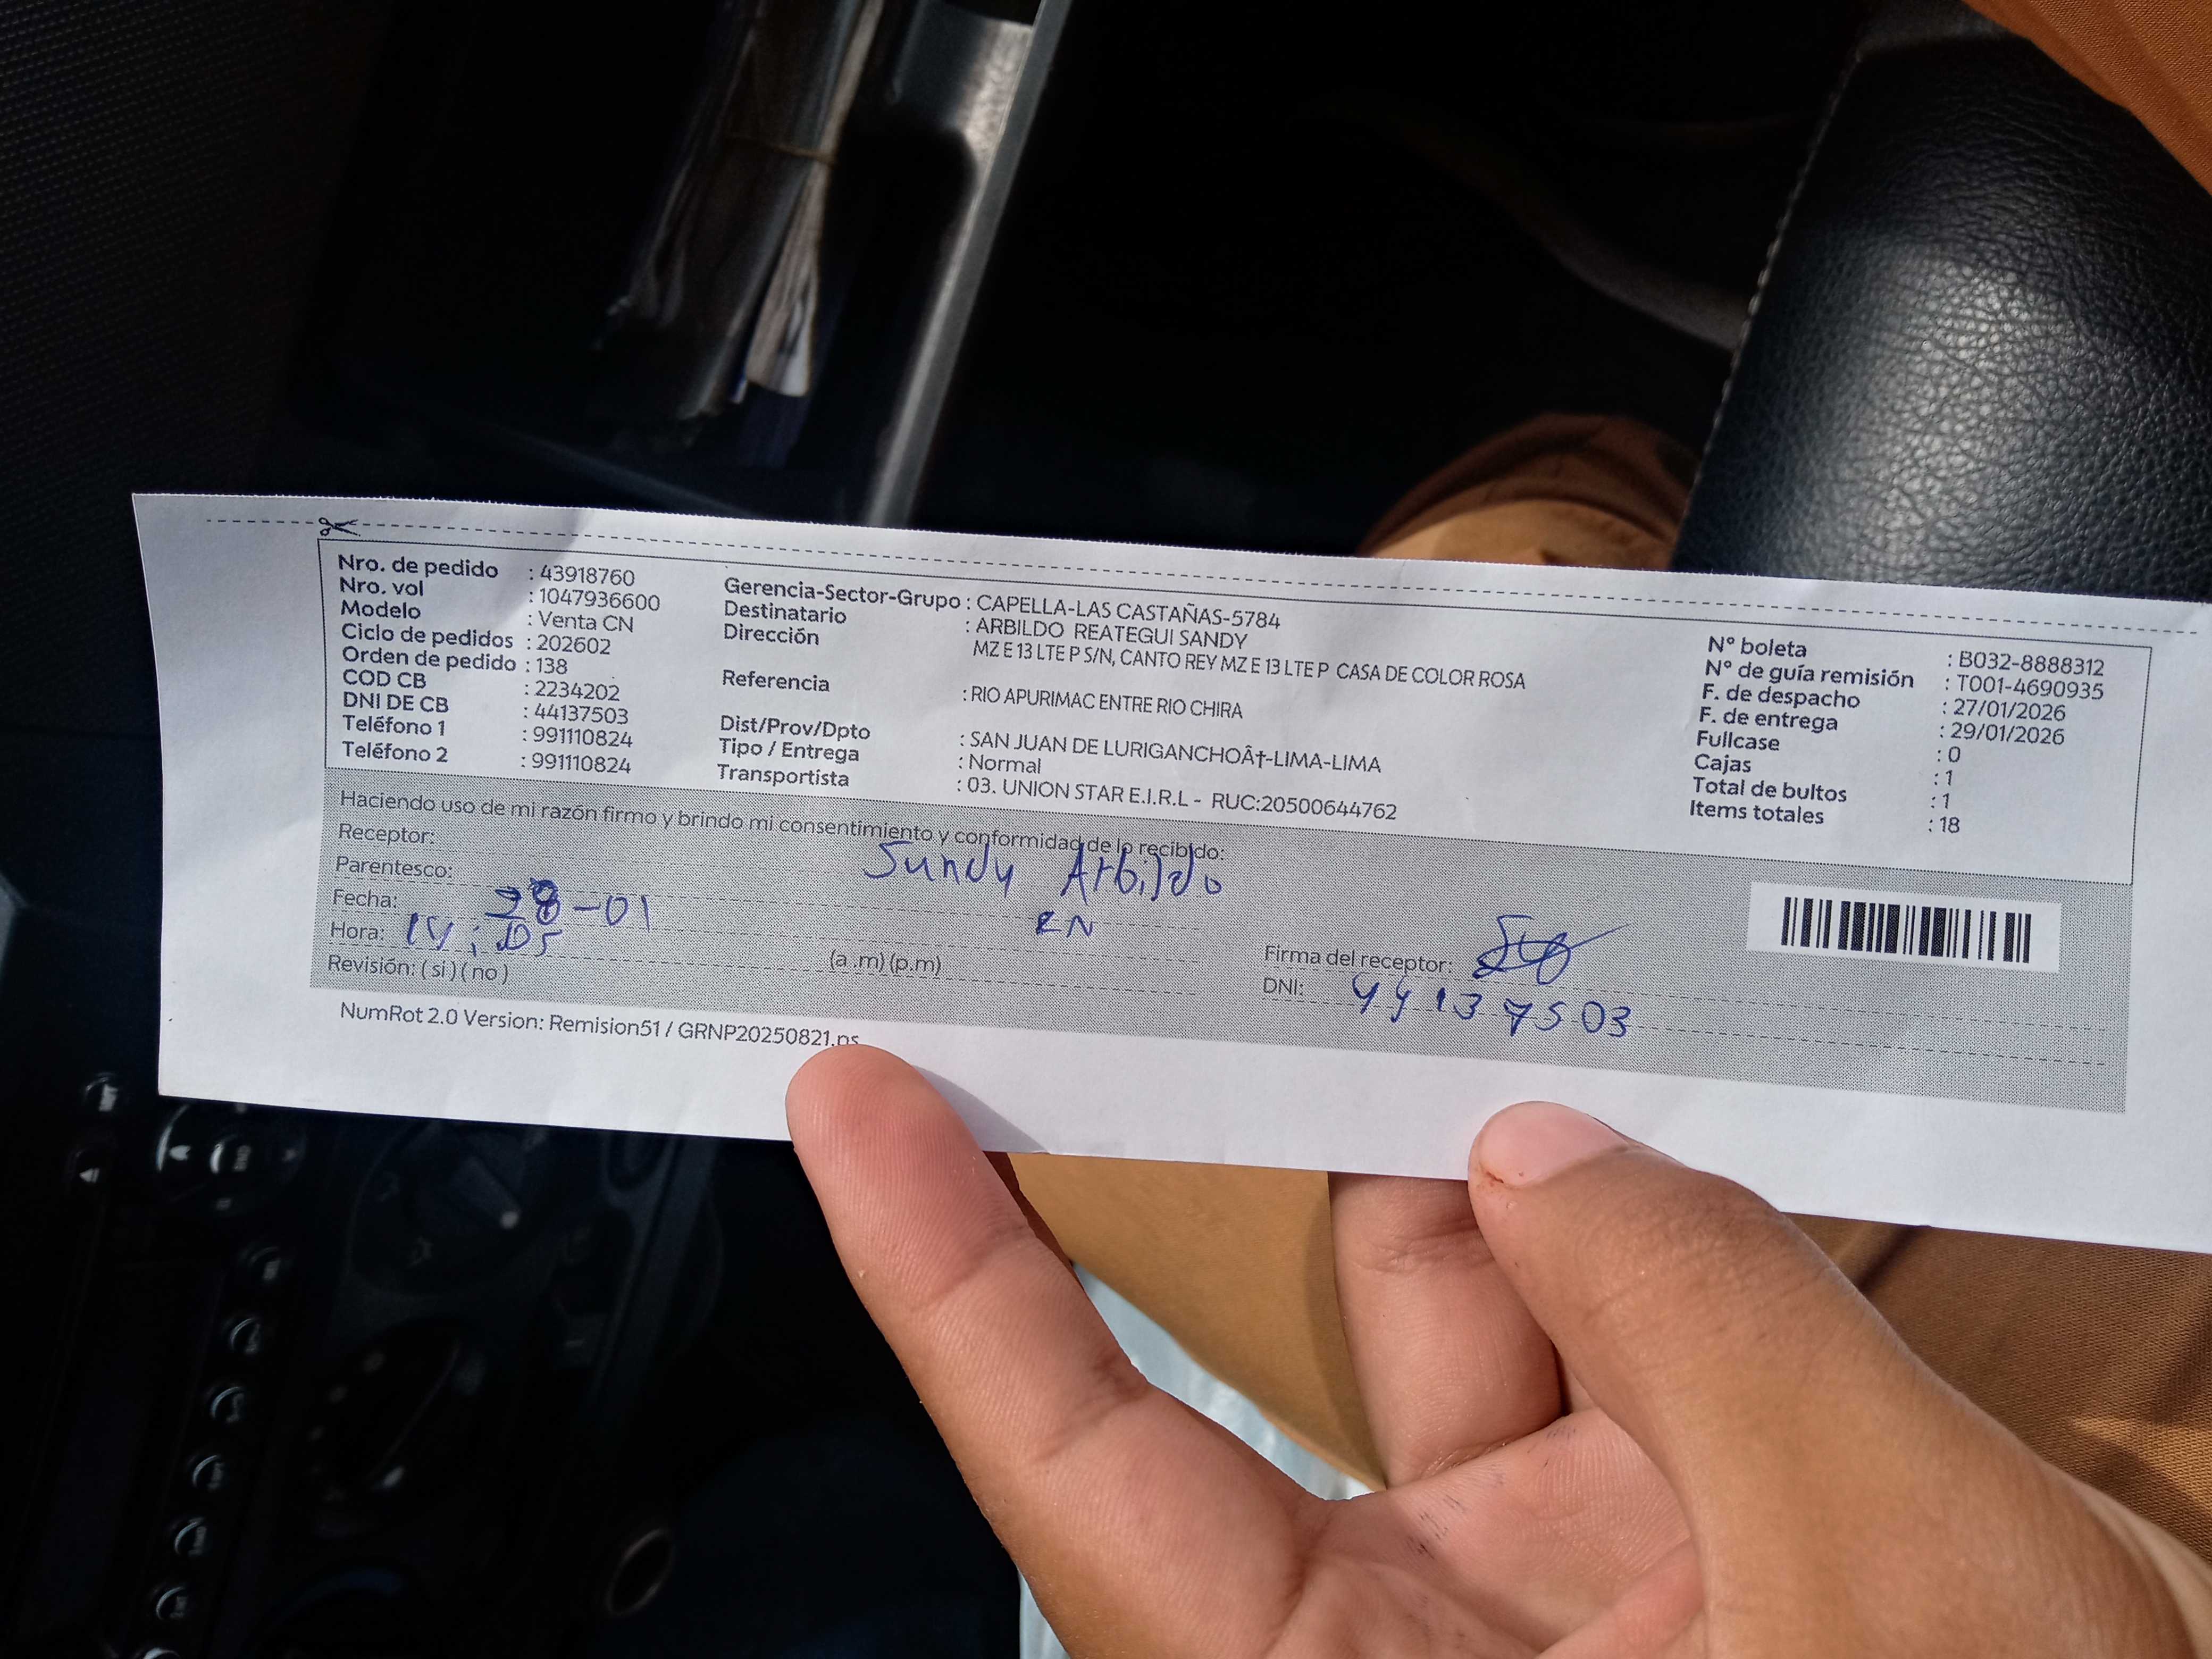 Nro. de pedido : 43918760
Nro. vol : 1047936600
Modelo : Venta CN
Ciclo de pedidos : 202602
Orden de pedido : 138
COD CB : 2234202
DNI DE CB : 44137503
Teléfono 1 : 991110824
Teléfono 2 : 991110824
Gerencia-Sector-Grupo : CAPELLA-LAS CASTAÑAS-5784
Destinatario : ARBILDO REATEGUI SANDY
Dirección MZ E 13 LTE P S/N, CANTO REY MZ E 13 LTE P CASA DE COLOR ROSA
Referencia : RIO APURIMAC ENTRE RIO CHIRA
Dist/Prov/Dpto : SAN JUAN DE LURIGANCHOÂ†-LIMA-LIMA
Tipo / Entrega : Normal
Transportista : 03. UNION STAR E.I.R.L - RUC:20500644762
N° boleta : B032-8888312
N° de guía remisión : T001-4690935
F. de despacho : 27/01/2026
F. de entrega : 29/01/2026
Fullcase : 0
Cajas : 1
Total de bultos : 1
Items totales : 18
Haciendo uso de mi razón firmo y brindo mi consentimiento y conformidad de lo recibido:
Receptor: Sandy Arbildo
Parentesco:
Fecha: 28-01
Hora: (a .m) (p.m)
Revisión: ( si ) ( no )
Firma del receptor:
DNI: 44137503
NumRot 2.0 Version: Remision51 / GRNP20250821.ps